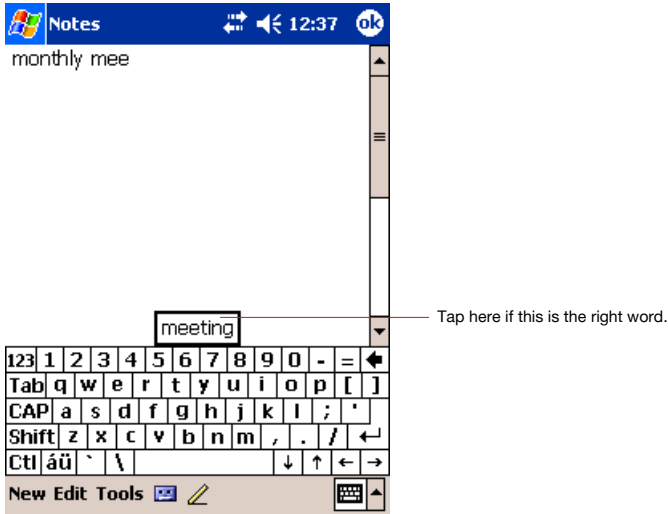 Notes 12:37 ok
monthly mee
meeting
Tap here if this is the right word.
123 1 2 3 4 5 6 7 8 9 0 - =
Tab q w e r t y u i o p [ ]
CAP a s d f g h j k l ; '
Shift z x c v b n m , . /
Ctl áü ` \ ↓ ↑ ← →
New Edit Tools